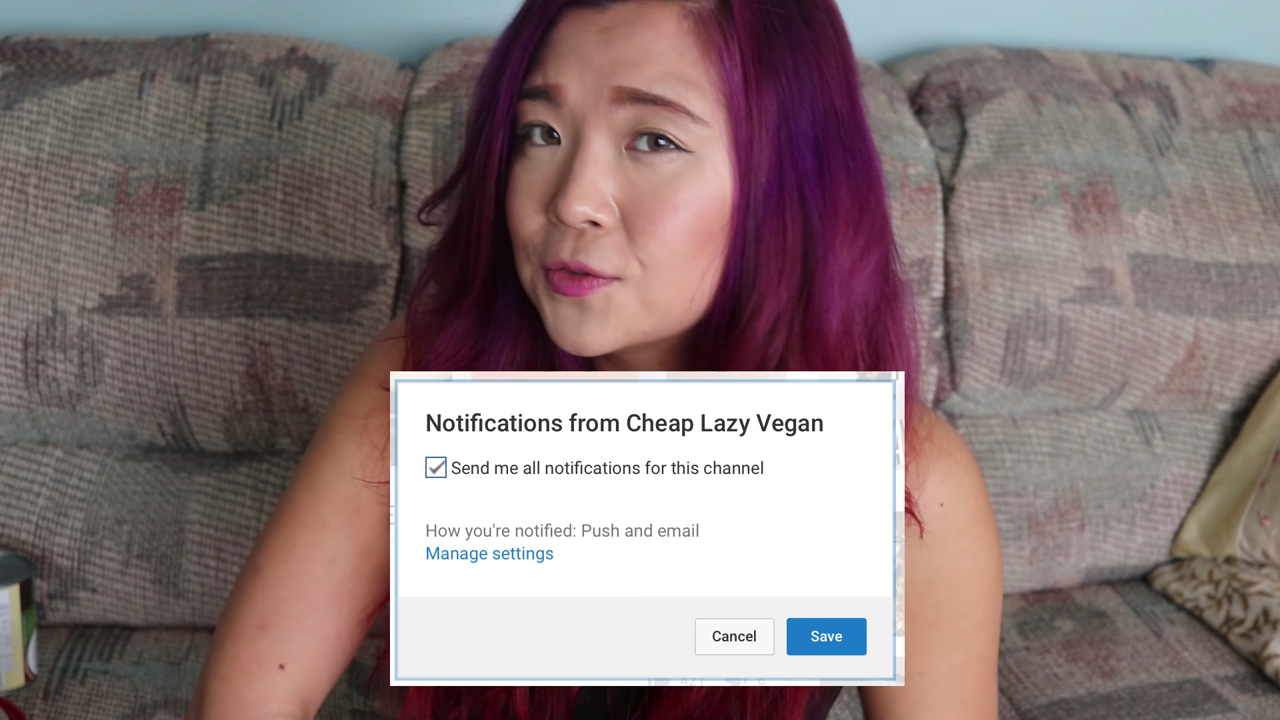 Notifications from Cheap Lazy Vegan
Send me all notifications for this channel
How you're notified: Push and email
Manage settings
Cancel
Save